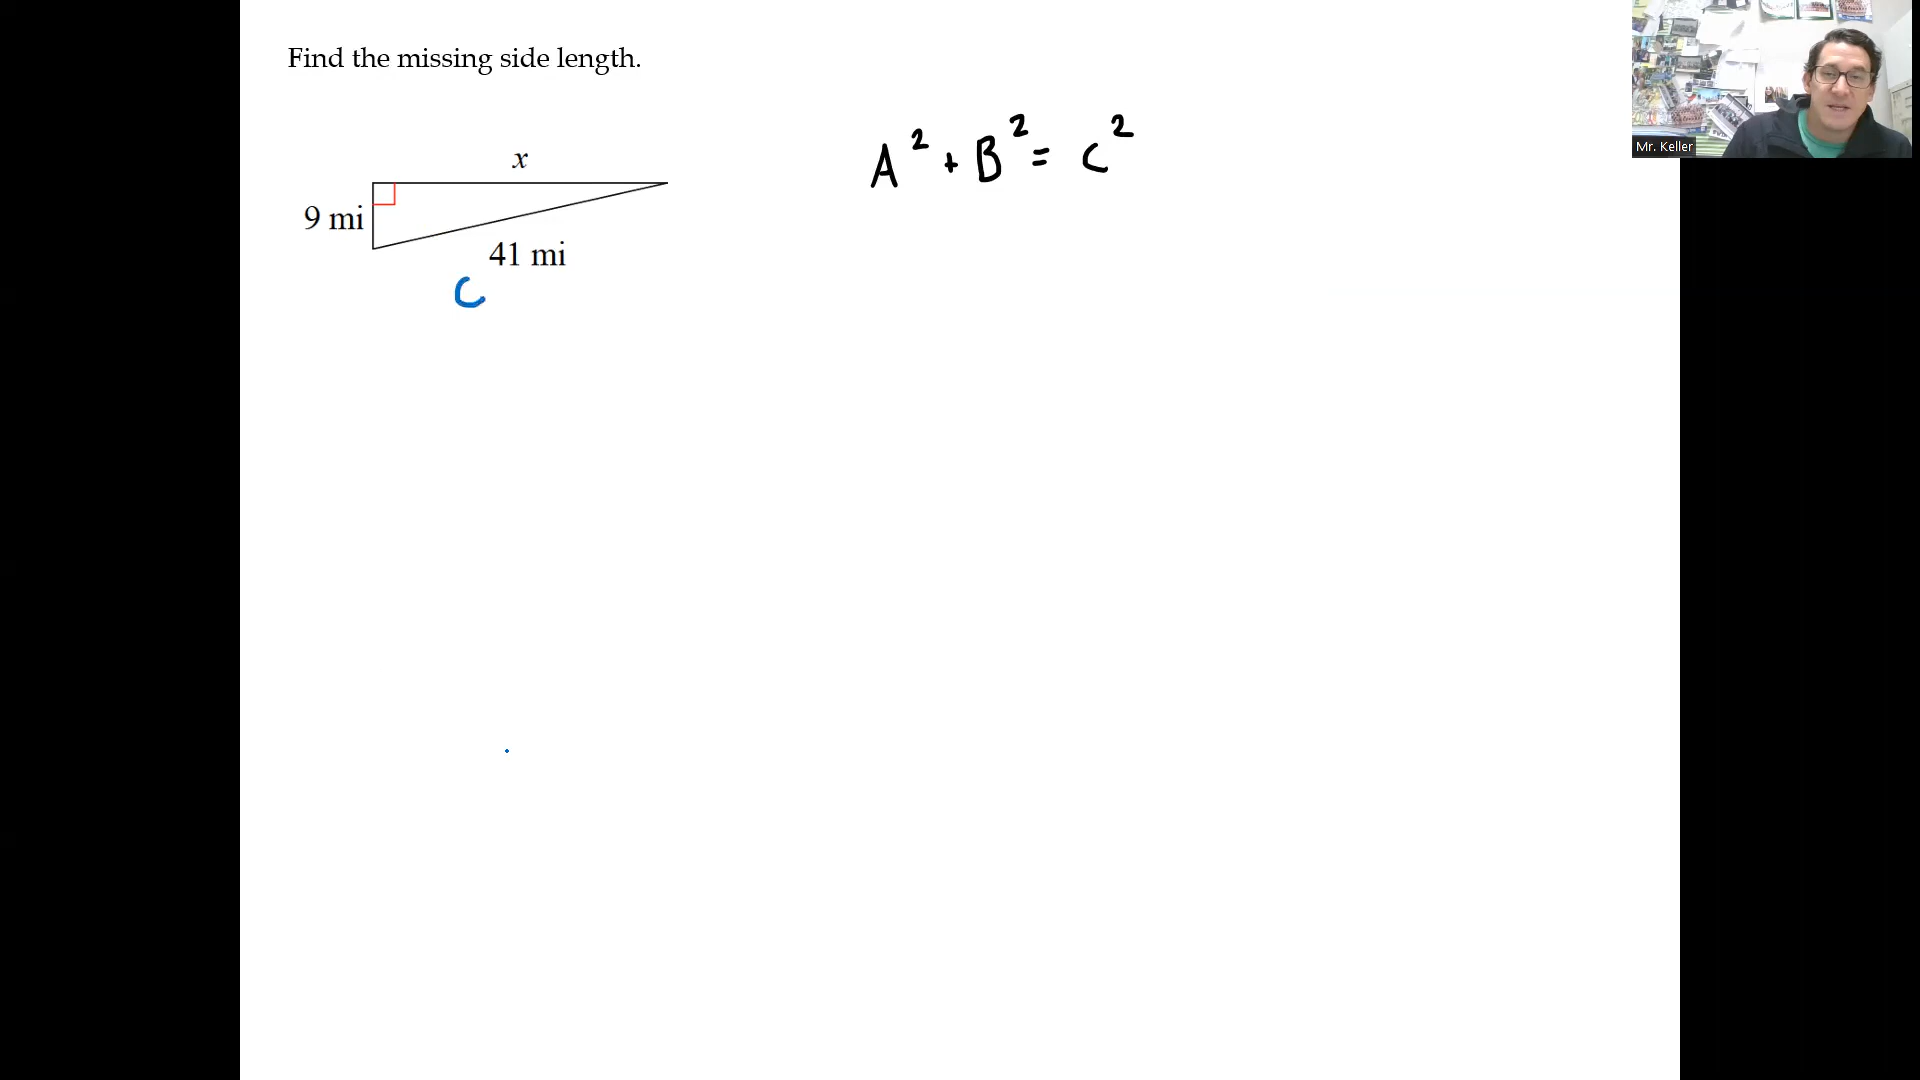 Find the missing side length.
A² + B² = C²
x
9 mi
41 mi
C
Mr. Keller